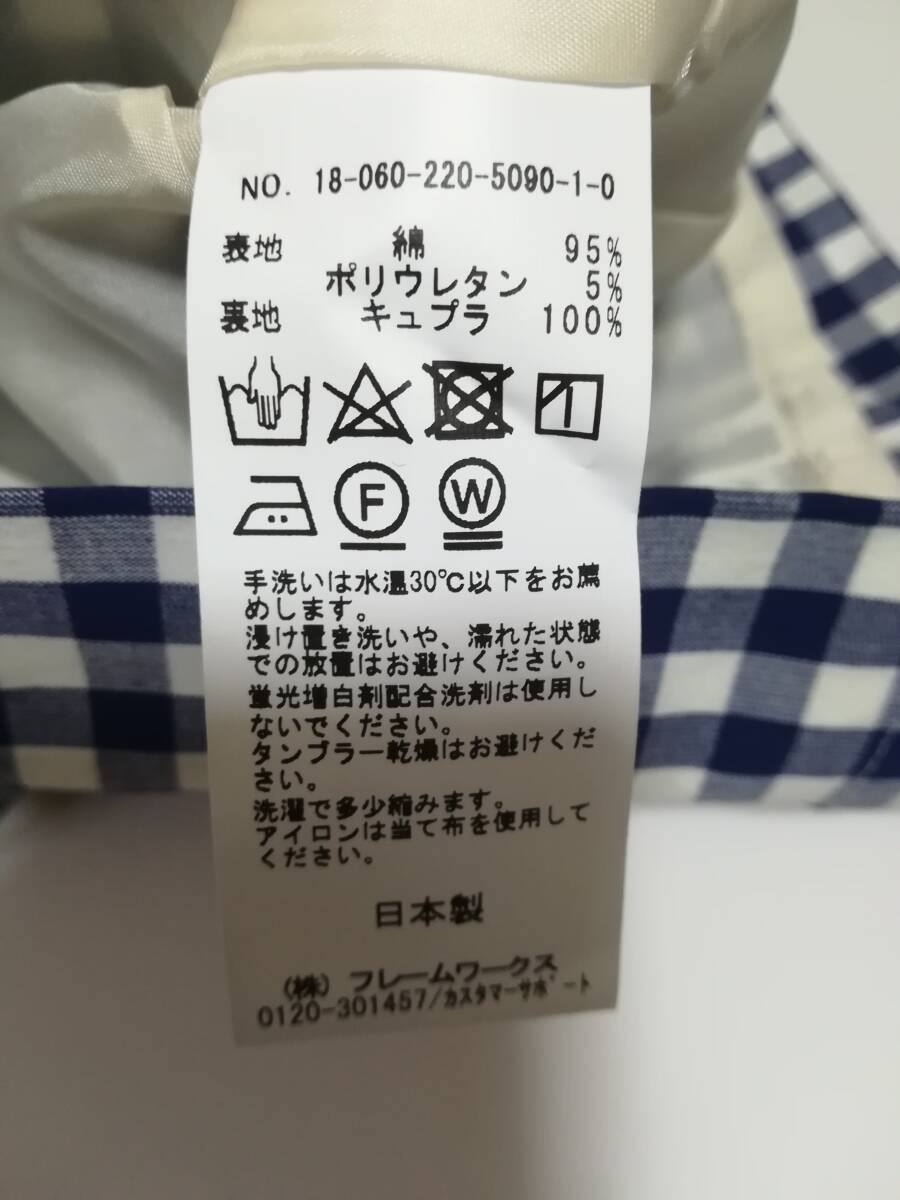 NO. 18-060-220-5090-1-0
表地 綿 95%
ポリウレタン 5%
裏地 キュプラ 100%
F W
手洗いは水温30℃以下をお薦
めします。
浸け置き洗いや、濡れた状態
での放置はお避けください。
蛍光増白剤配合洗剤は使用し
ないでください。
タンブラー乾燥はお避けくだ
さい。
洗濯で多少縮みます。
アイロンは当て布を使用して
ください。
日本製
(株) フレームワークス
0120-301457/カスタマーサポート